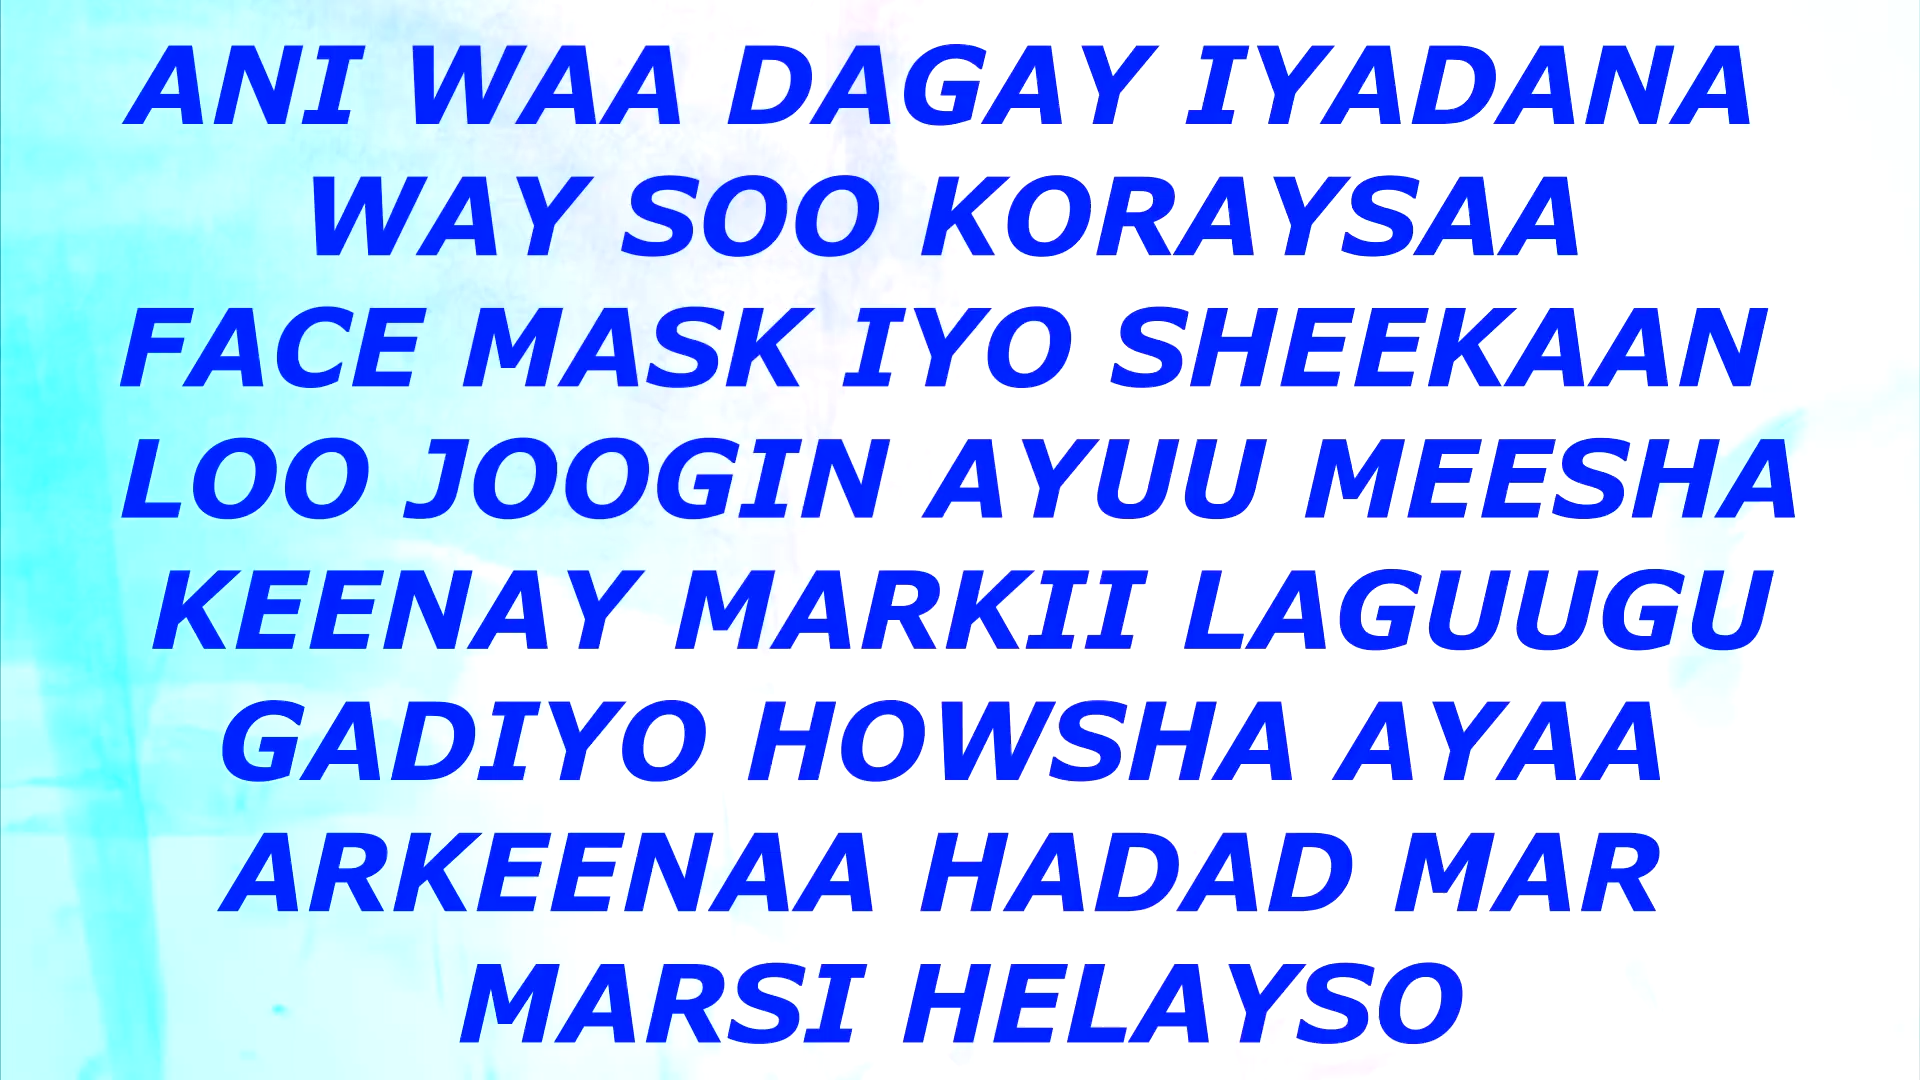 ANI WAA DAGAY IYADANA
WAY SOO KORAYSAA
FACE MASK IYO SHEEKAAN
LOO JOOGIN AYUU MEESHA
KEENAY MARKII LAGUUGU
GADIYO HOWSHA AYAA
ARKEENAA HADAD MAR
MARSI HELAYSO